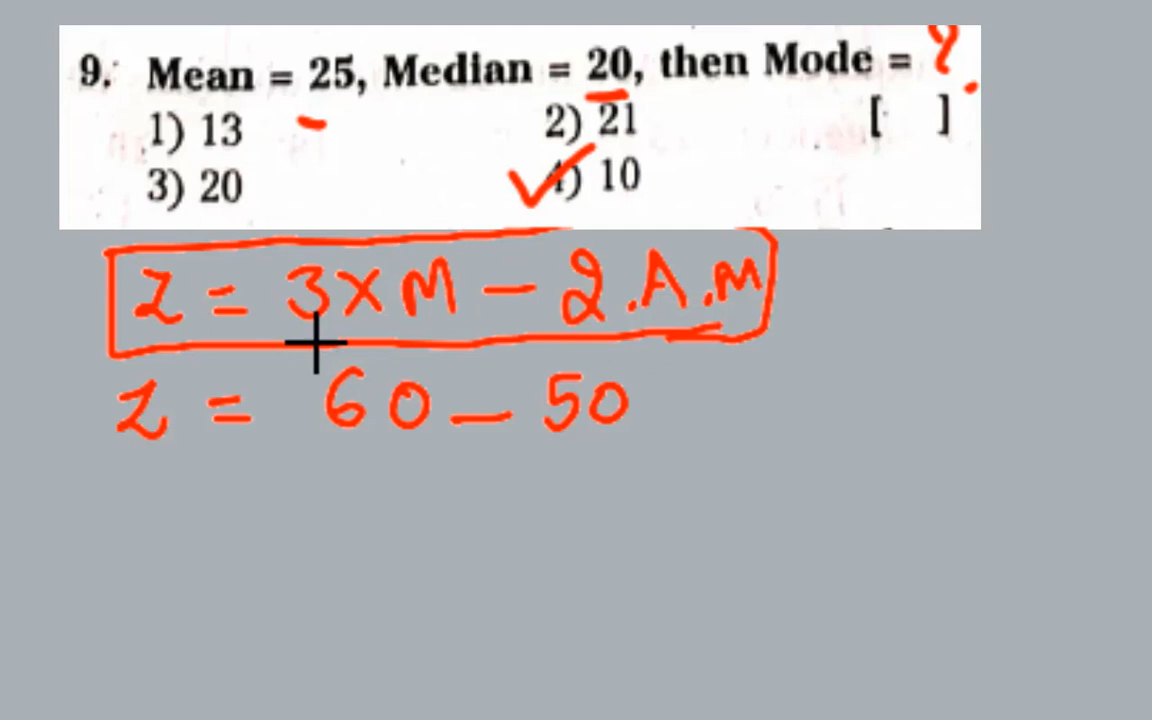 9. Mean = 25, Median = 20, then Mode = ?
1) 13 2) 21 [ ]
3) 20 4) 10
Z = 3 X M - 2.A.M
Z = 60 - 50